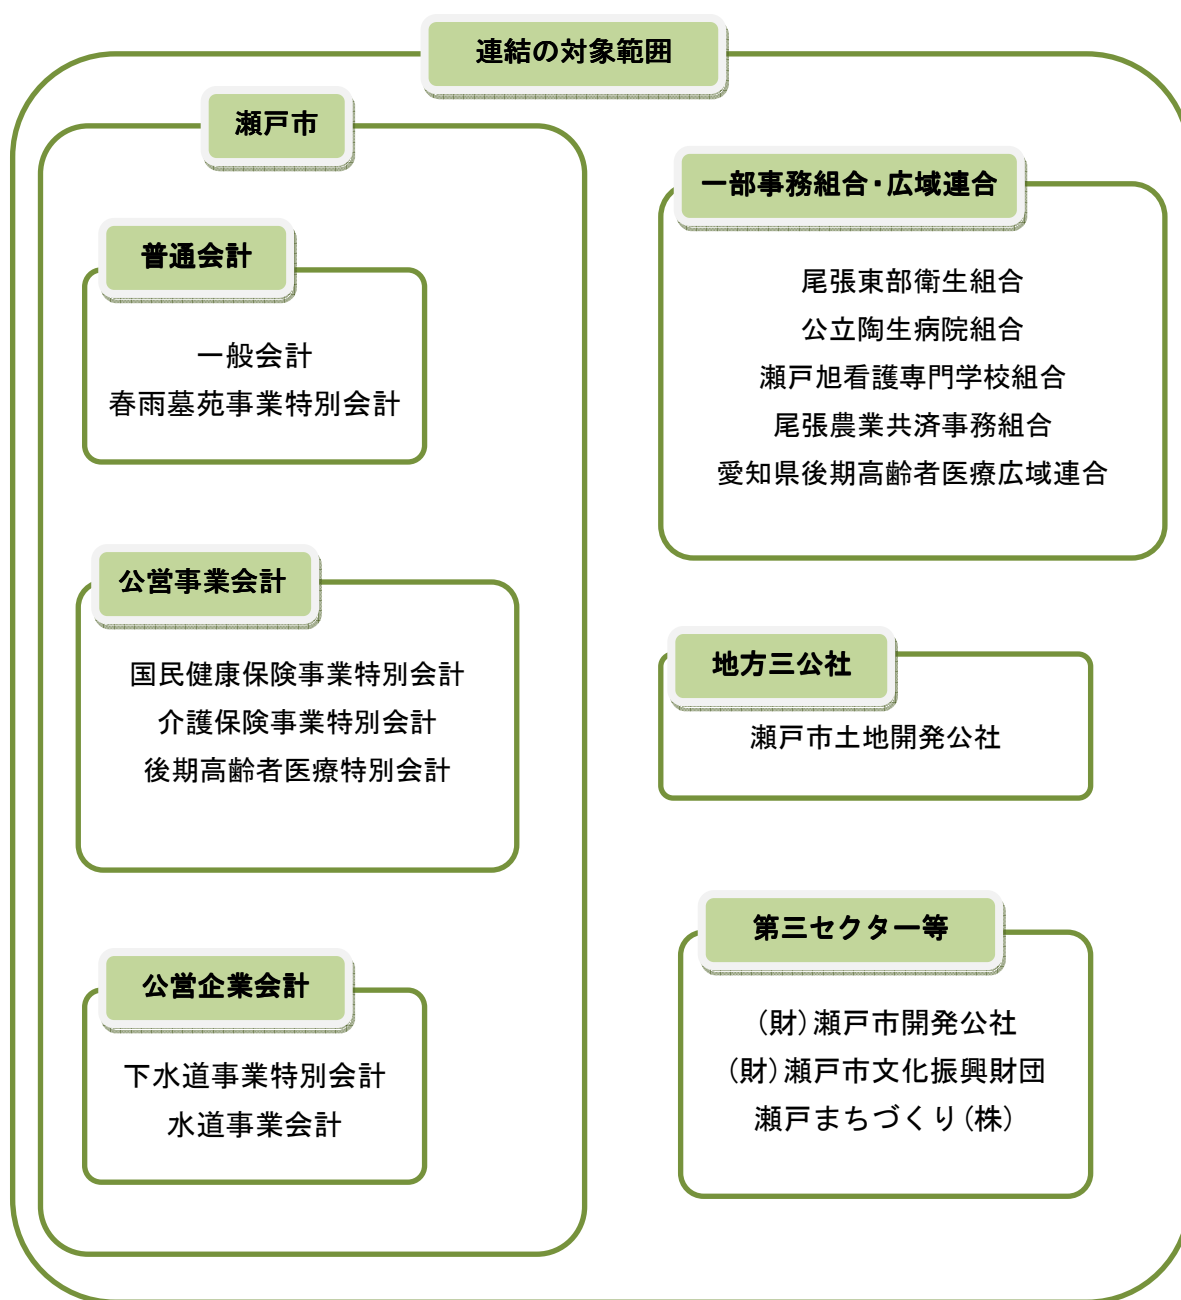 連結の対象範囲
瀬戸市
普通会計
一般会計
春雨墓苑事業特別会計
公営事業会計
国民健康保険事業特別会計
介護保険事業特別会計
後期高齢者医療特別会計
公営企業会計
下水道事業特別会計
水道事業会計
一部事務組合・広域連合
尾張東部衛生組合
公立陶生病院組合
瀬戸旭看護専門学校組合
尾張農業共済事務組合
愛知県後期高齢者医療広域連合
地方三公社
瀬戸市土地開発公社
第三セクター等
(財)瀬戸市開発公社
(財)瀬戸市文化振興財団
瀬戸まちづくり(株)